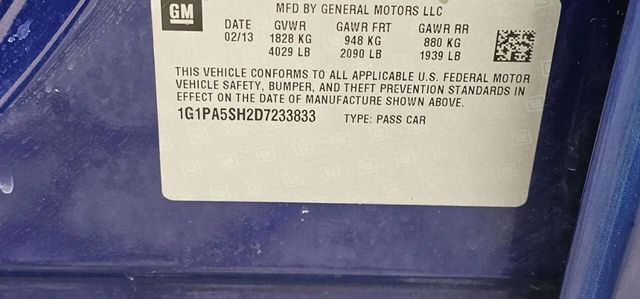 GM
MFD BY GENERAL MOTORS LLC
DATE GVWR GAWR FRT GAWR RR
02/13 1828 KG 948 KG 880 KG
4029 LB 2090 LB 1939 LB
THIS VEHICLE CONFORMS TO ALL APPLICABLE U.S. FEDERAL MOTOR
VEHICLE SAFETY, BUMPER, AND THEFT PREVENTION STANDARDS IN
EFFECT ON THE DATE OF MANUFACTURE SHOWN ABOVE.
1G1PA5SH2D7233833 TYPE: PASS CAR